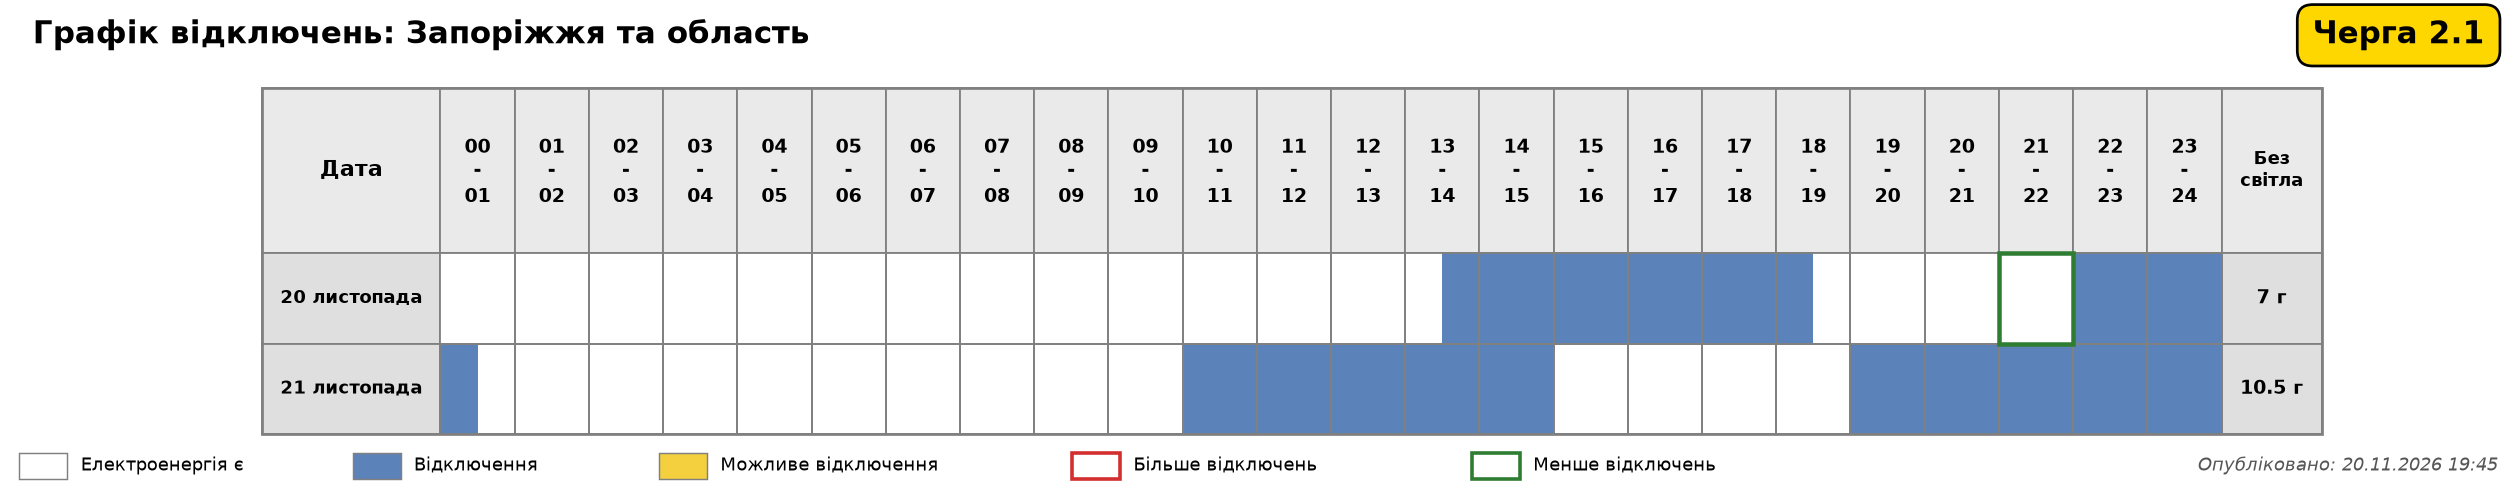 Графік відключень: Запоріжжя та область
Черга 2.1
Дата
00 - 01
01 - 02
02 - 03
03 - 04
04 - 05
05 - 06
06 - 07
07 - 08
08 - 09
09 - 10
10 - 11
11 - 12
12 - 13
13 - 14
14 - 15
15 - 16
16 - 17
17 - 18
18 - 19
19 - 20
20 - 21
21 - 22
22 - 23
23 - 24
Без
світла
20 листопада
7 г
21 листопада
10.5 г
Електроенергія є
Відключення
Можливе відключення
Більше відключень
Менше відключень
Опубліковано: 20.11.2026 19:45